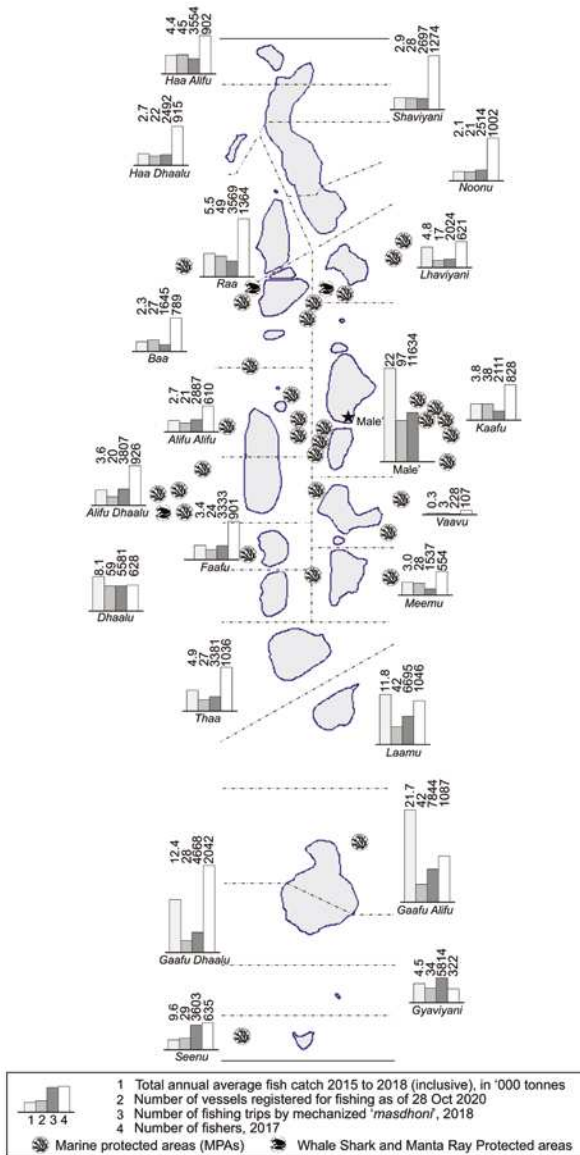 4.4
45
3554
902
Haa Alifu
2.9
28
2697
1274
Shaviyani
2.7
22
2492
915
Haa Dhaalu
2.1
21
2514
1002
Noonu
5.5
49
3569
1364
Raa
4.8
17
2024
621
Lhaviyani
2.3
27
1645
789
Baa
22
97
11634
Male'
Male'
3.8
38
2111
828
Kaafu
2.7
21
2887
610
Alifu Alifu
3.6
20
3807
926
Alifu Dhaalu
0.3
3
228
107
Vaavu
3.4
24
3333
901
Faafu
8.1
59
5581
628
Dhaalu
3.0
28
1537
554
Meemu
4.9
27
3381
1036
Thaa
11.8
42
6695
1046
Laamu
21.7
42
7844
1087
Gaafu Alifu
12.4
28
4668
2042
Gaafu Dhaalu
4.5
34
5814
322
Gyaviyani
9.6
29
3603
635
Seenu
1 2 3 4
1 Total annual average fish catch 2015 to 2018 (inclusive), in '000 tonnes
2 Number of vessels registered for fishing as of 28 Oct 2020
3 Number of fishing trips by mechanized 'masdhoni', 2018
4 Number of fishers, 2017
Marine protected areas (MPAs) Whale Shark and Manta Ray Protected areas